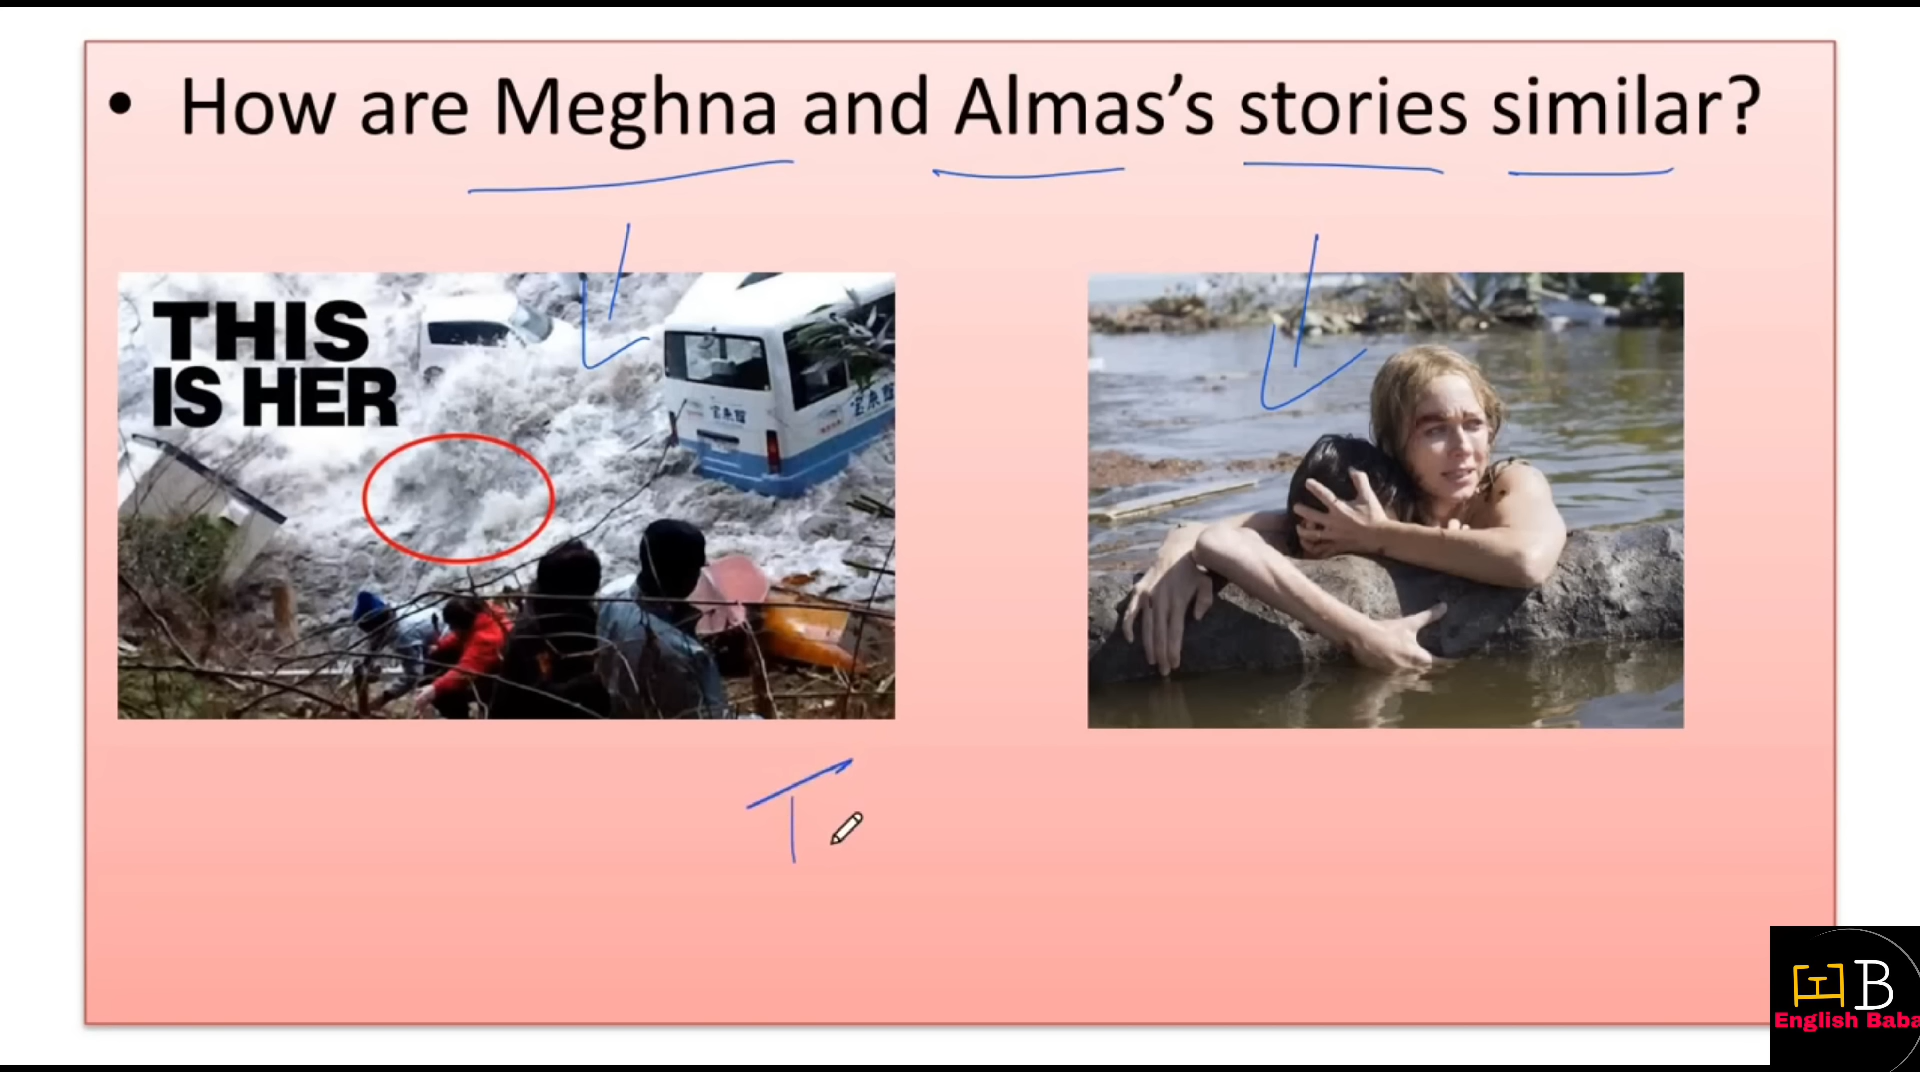 • How are Meghna and Almas’s stories similar?
THIS
IS HER
T
B
English Baba